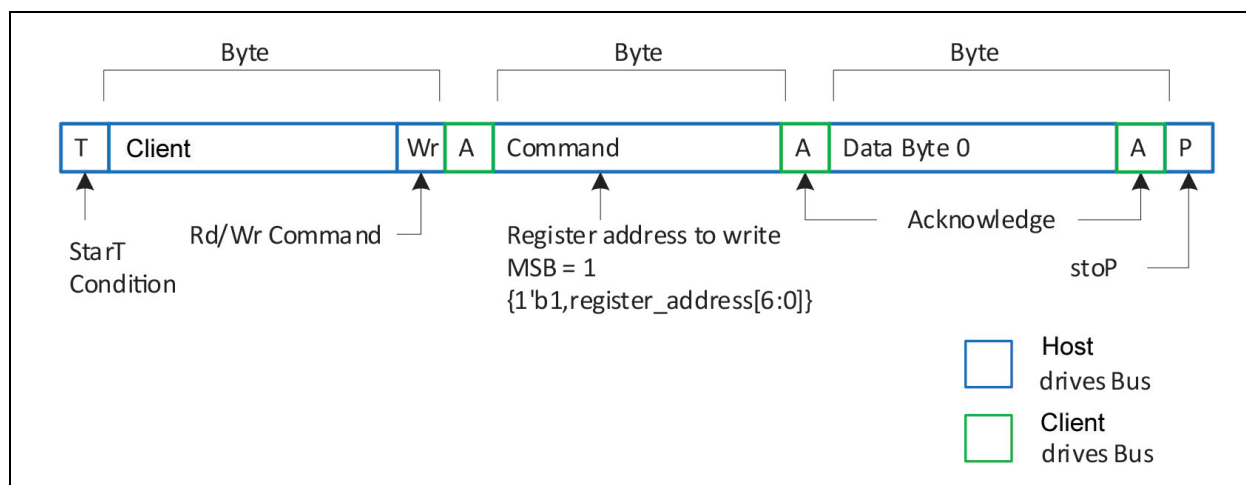 Byte
Byte
Byte
T Client Wr A Command A Data Byte 0 A P
StarT
Condition
Rd/Wr Command
Register address to write
MSB = 1
{1'b1,register_address[6:0]}
Acknowledge
stoP
Host
drives Bus
Client
drives Bus